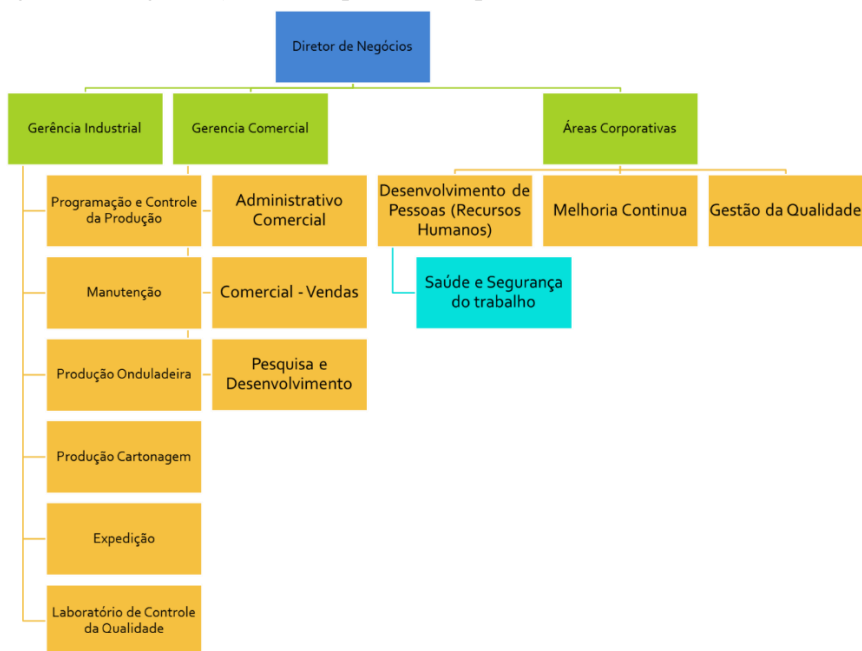 Diretor de Negócios
Gerência Industrial
Gerencia Comercial
Áreas Corporativas
Programação e Controle
da Produção
Administrativo
Comercial
Desenvolvimento de
Pessoas (Recursos
Humanos)
Melhoria Continua
Gestão da Qualidade
Manutenção
Comercial - Vendas
Saúde e Segurança
do trabalho
Produção Onduladeira
Pesquisa e
Desenvolvimento
Produção Cartonagem
Expedição
Laboratório de Controle
da Qualidade